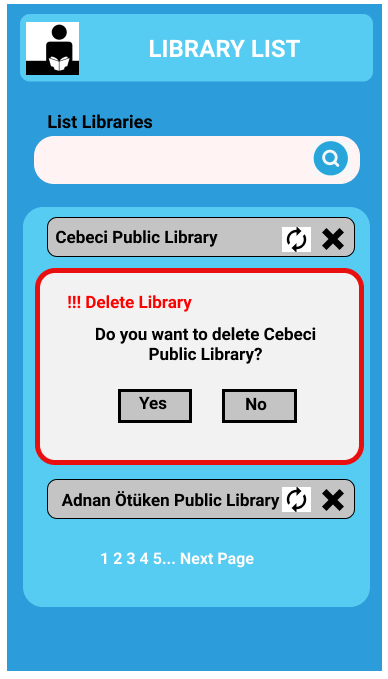 LIBRARY LIST
List Libraries
Cebeci Public Library
!!! Delete Library
Do you want to delete Cebeci
Public Library?
Yes
No
Adnan Ötüken Public Library
1 2 3 4 5... Next Page